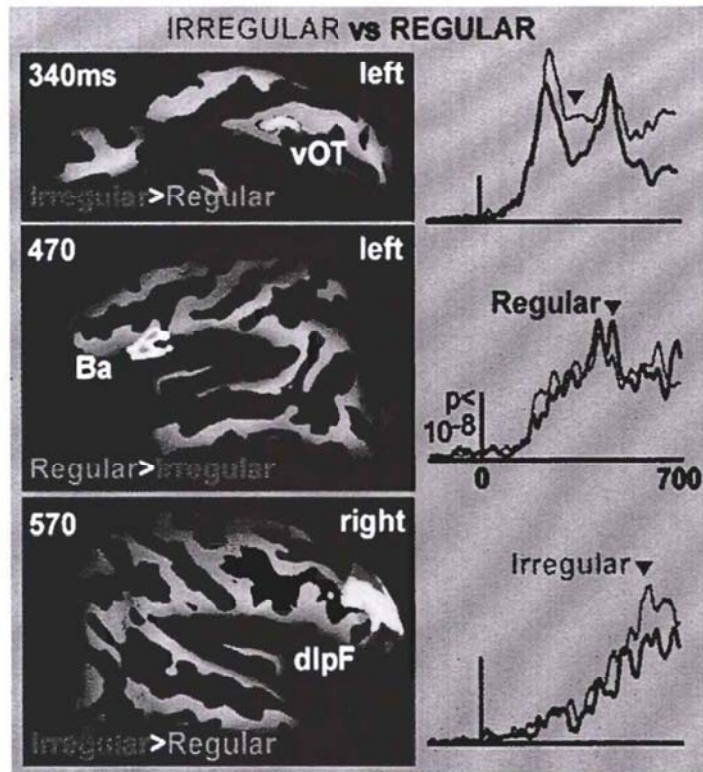 IRREGULAR vs REGULAR
340ms left
vOT
Irregular>Regular
470 left
Ba
Regular>Irregular
Regular
p<
10-8
0 700
570 right
dlpF
Irregular>Regular
Irregular